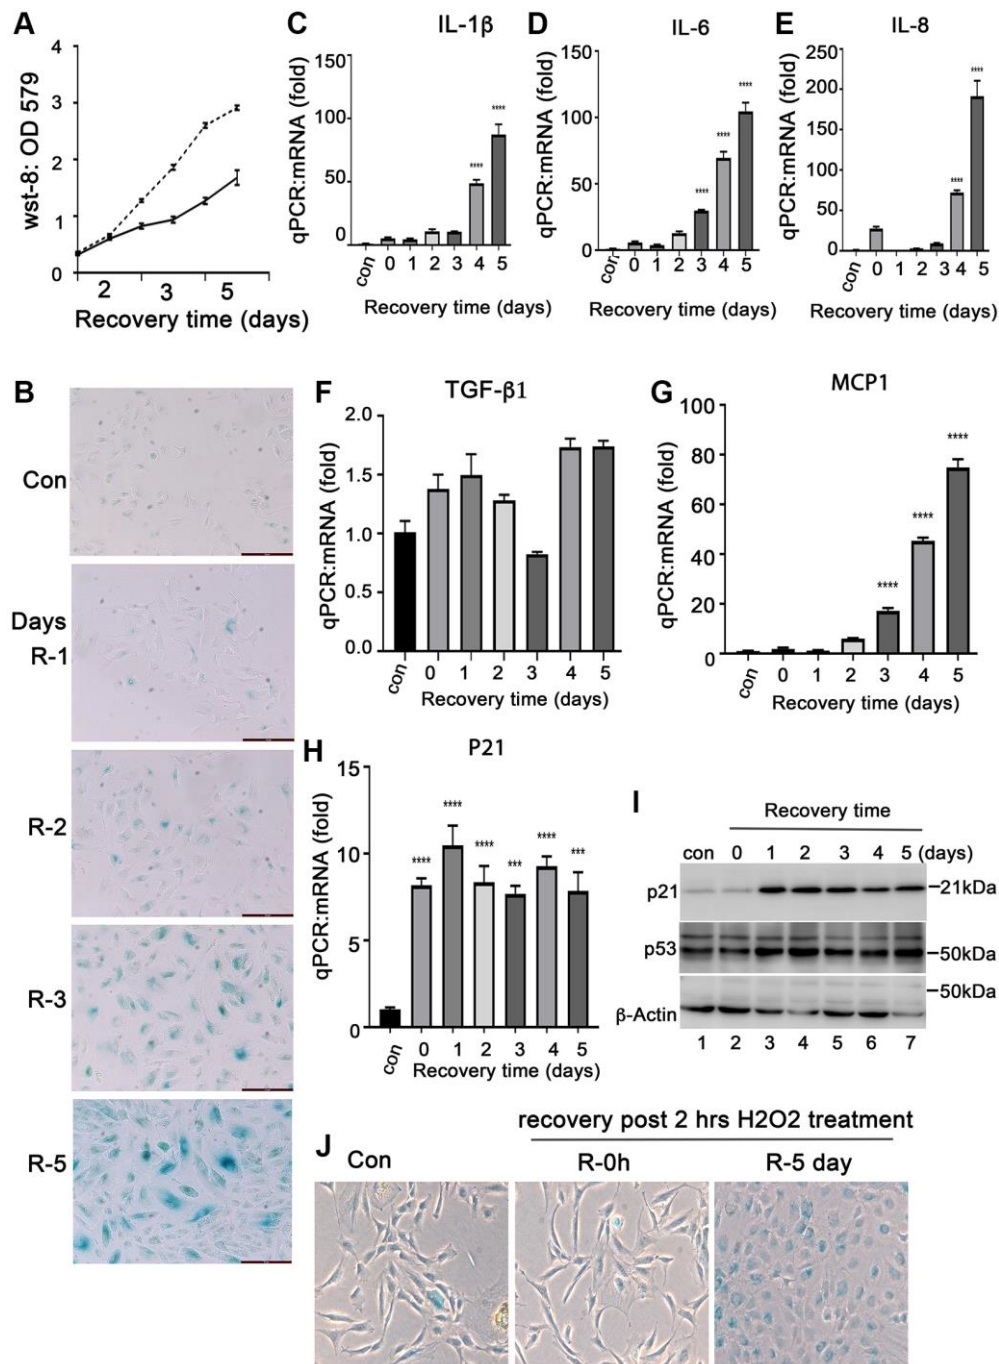 A
wst-8: OD 579
4
3
2
1
0
2 3 5
Recovery time (days)
C IL-1β
qPCR:mRNA (fold)
150
100
50
0
**** ****
con 0 1 2 3 4 5
Recovery time (days)
D IL-6
qPCR:mRNA (fold)
150
100
50
0
**** **** ****
con 0 1 2 3 4 5
Recovery time (days)
E IL-8
qPCR:mRNA (fold)
250
200
150
100
50
0
**** ****
con 0 1 2 3 4 5
Recovery time (days)
B
Con
Days
R-1
R-2
R-3
R-5
F TGF-β1
qPCR:mRNA (fold)
2.0
1.5
1.0
0.5
0.0
con 0 1 2 3 4 5
Recovery time (days)
G MCP1
qPCR:mRNA (fold)
100
80
60
40
20
0
**** **** ****
con 0 1 2 3 4 5
Recovery time (days)
H P21
qPCR:mRNA (fold)
15
10
5
0
**** **** **** *** **** ***
con 0 1 2 3 4 5
Recovery time (days)
I
Recovery time
con 0 1 2 3 4 5 (days)
p21 21kDa
p53 50kDa
50kDa
β-Actin
1 2 3 4 5 6 7
J
recovery post 2 hrs H2O2 treatment
Con R-0h R-5 day